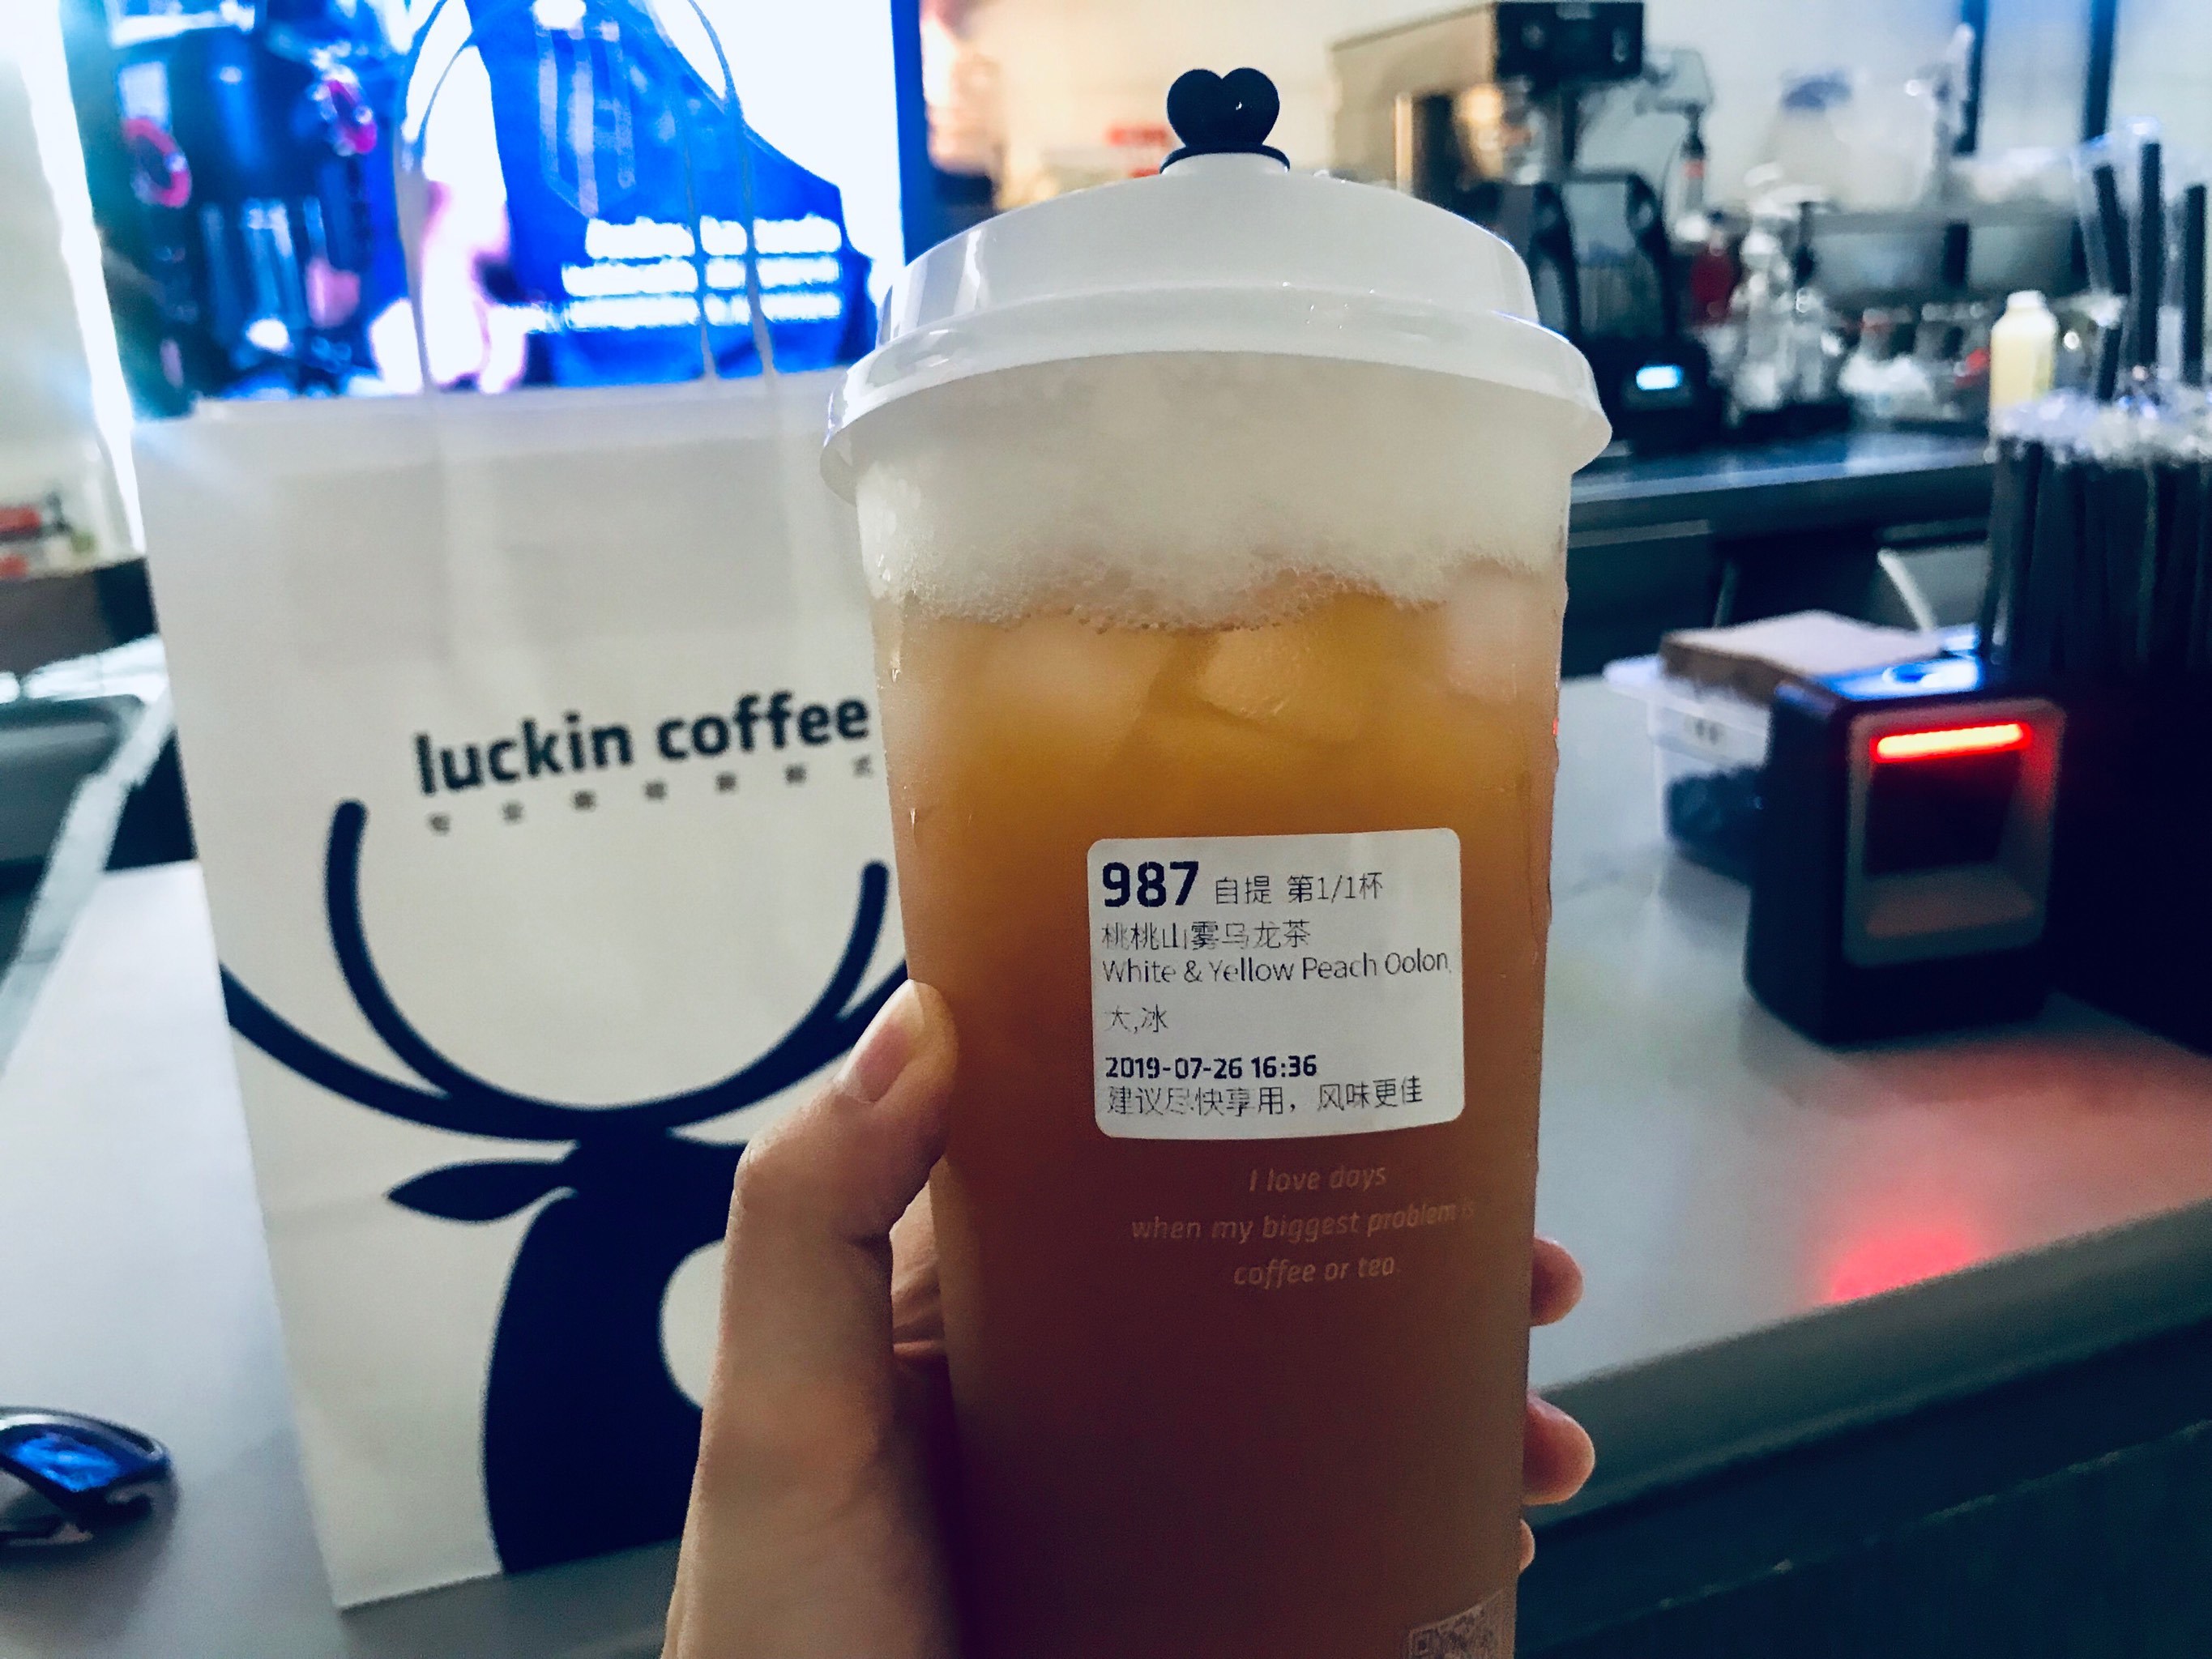 luckin coffee
987 自提 第1/1杯
桃桃山雾乌龙茶
White & Yellow Peach Oolon
大,冰
2019-07-26 16:36
建议尽快享用，风味更佳
I love days
when my biggest problem is
coffee or tea